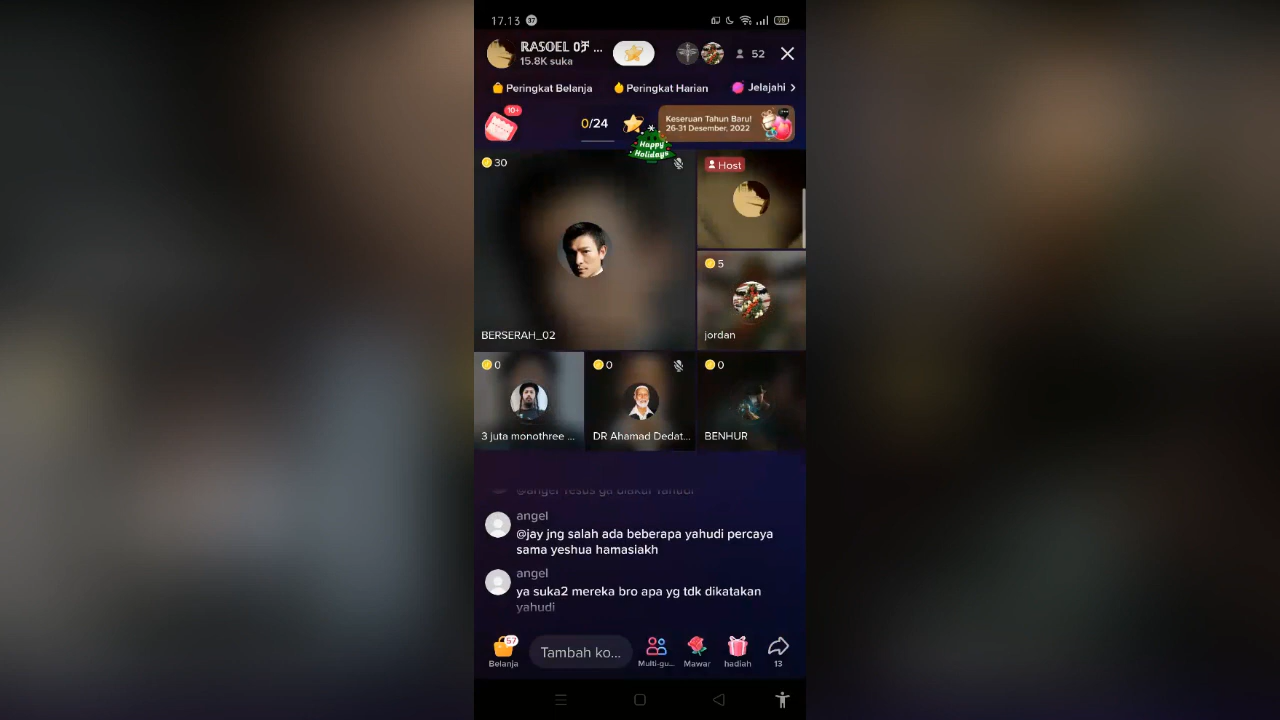 17.13 37
98
RASOEL 0 ...
15.8K suka
52
Peringkat Belanja
Peringkat Harian
Jelajahi >
10+
0/24
Keseruan Tahun Baru!
26-31 Desember, 2022
Happy
Holidays
30
Host
5
BERSERAH_02
jordan
0
0
0
3 juta monothree ...
DR Ahamad Dedat...
BENHUR
angel
@jay jng salah ada beberapa yahudi percaya
sama yeshua hamasiakh
angel
ya suka2 mereka bro apa yg tdk dikatakan
yahudi
57
Belanja
Tambah ko...
Multi-gu...
Mawar
hadiah
13